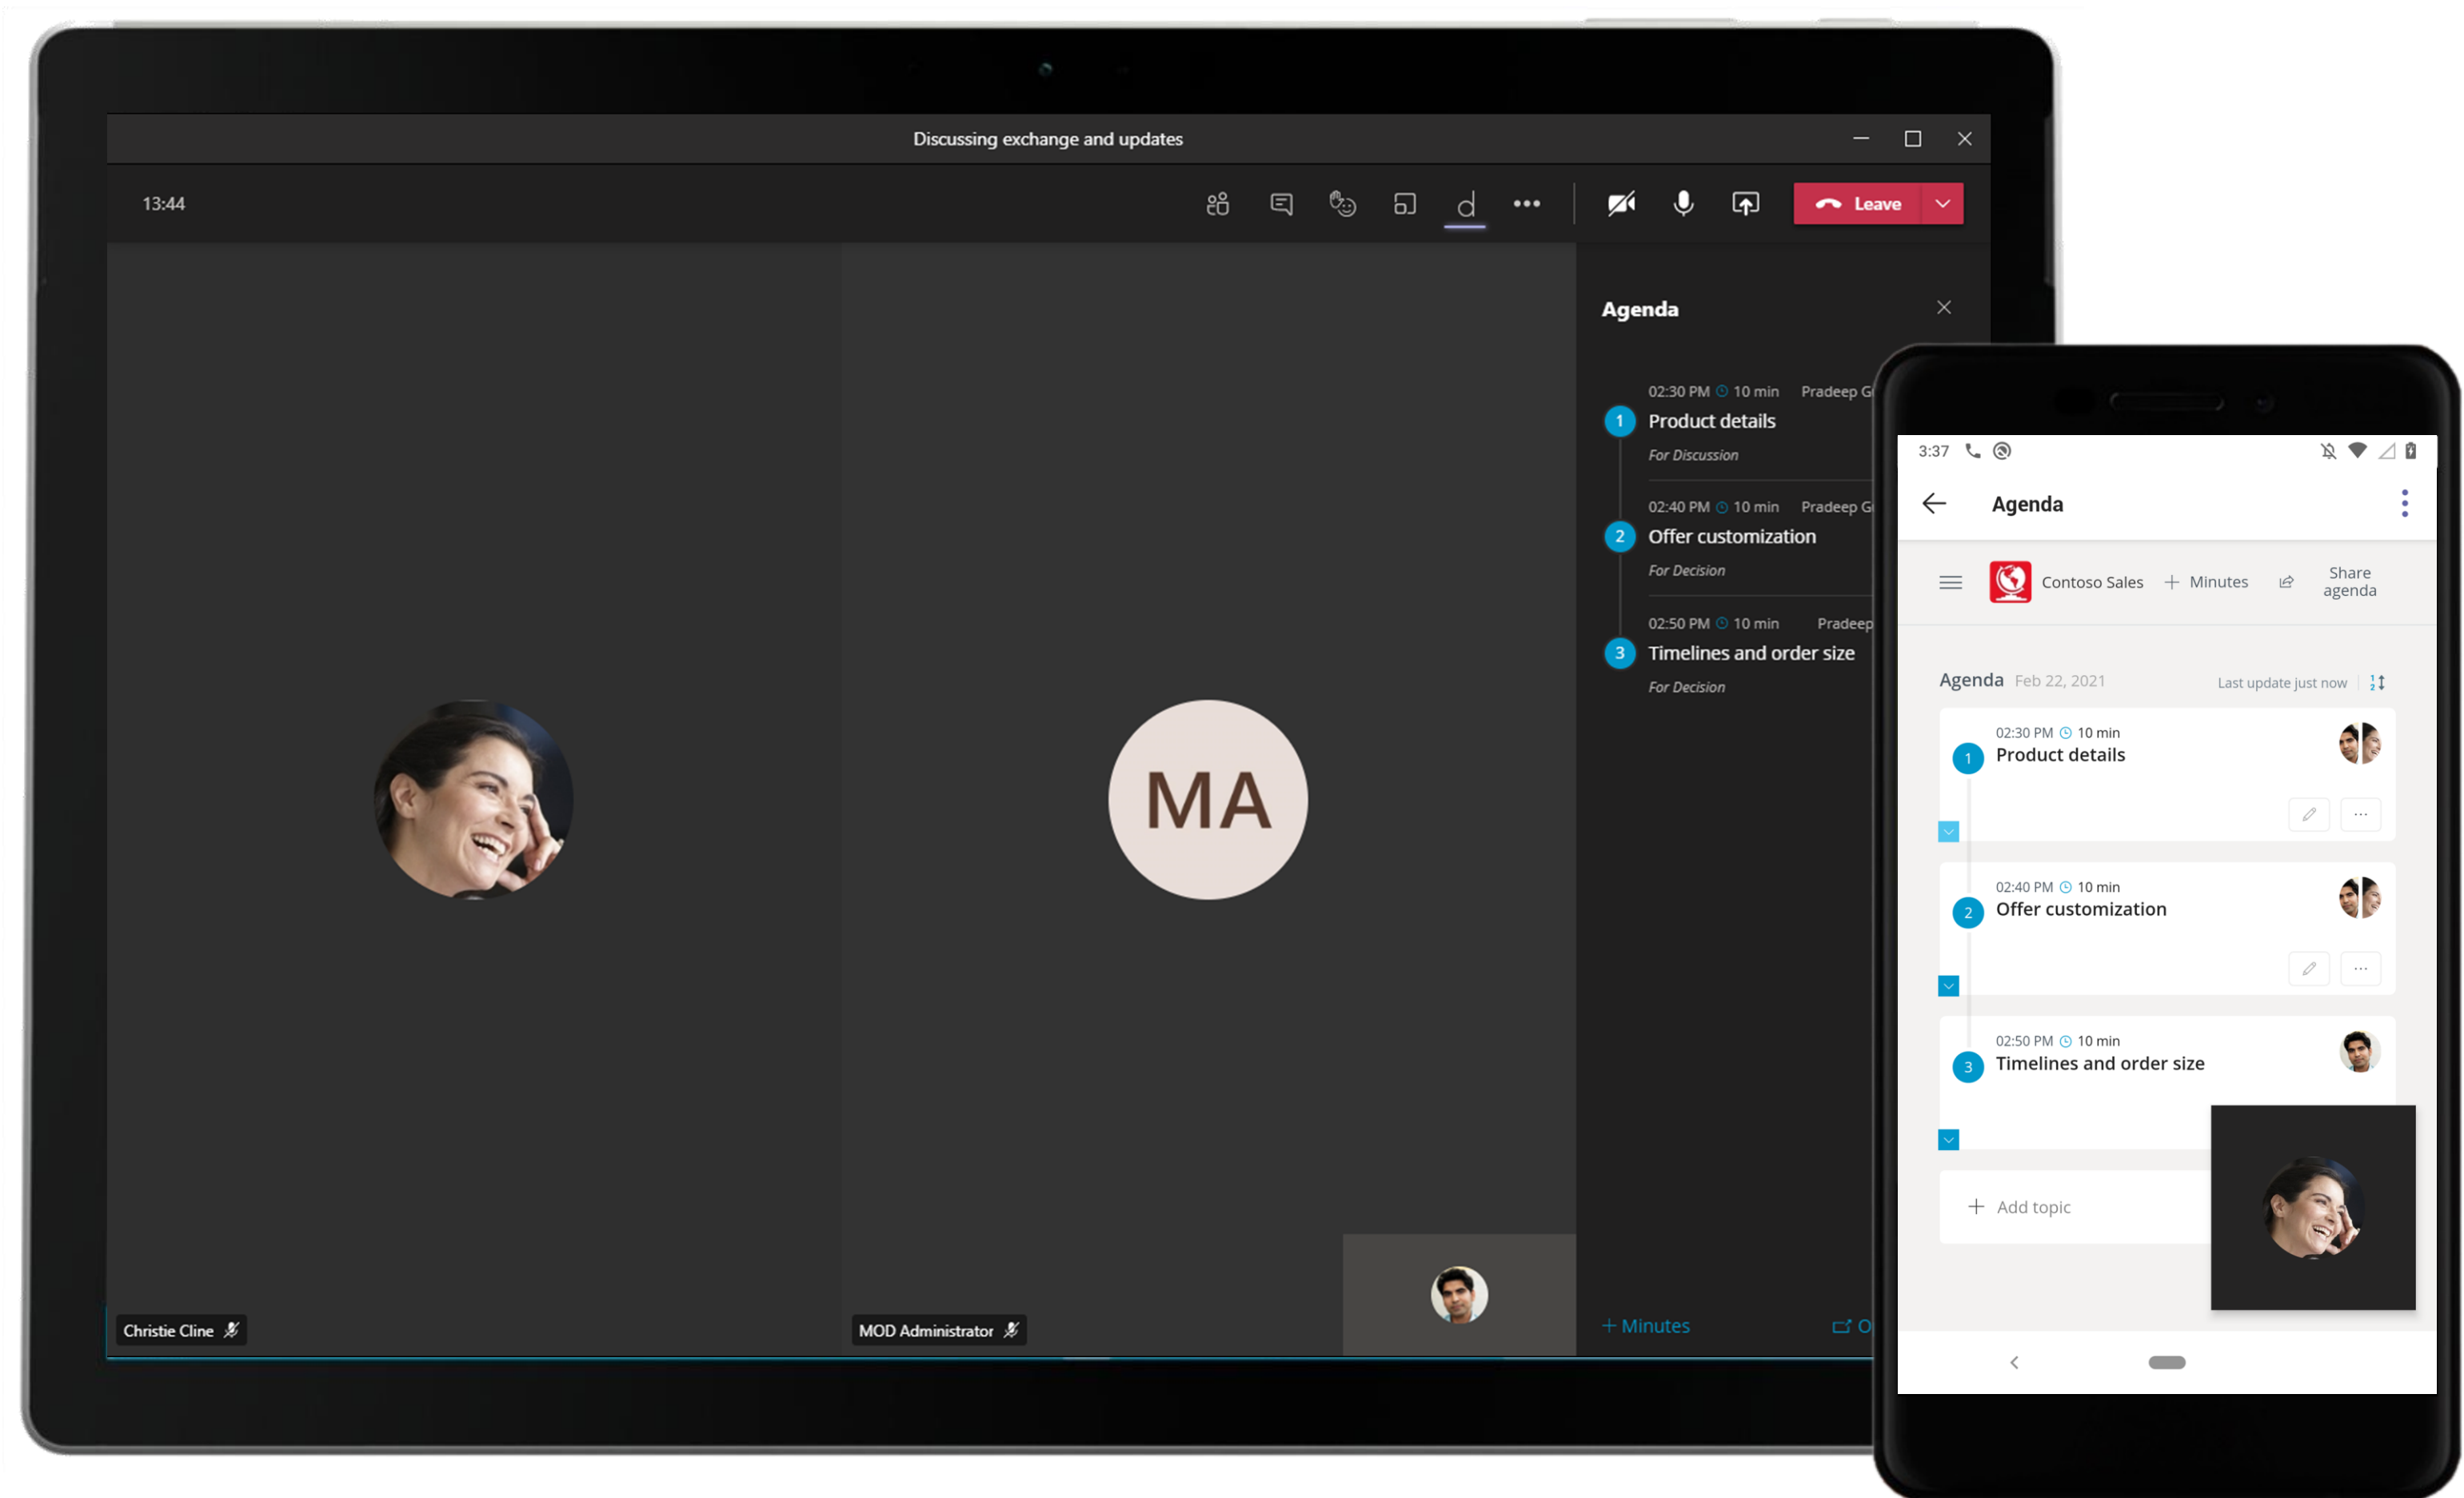 Discussing exchange and updates
13:44
d
Leave
Agenda
02:30 PM 10 min Pradeep G
1 Product details
For Discussion
02:40 PM 10 min Pradeep G
2 Offer customization
For Decision
02:50 PM 10 min Pradeep
3 Timelines and order size
For Decision
MA
Christie Cline
MOD Administrator
+ Minutes
O
3:37
Agenda
Contoso Sales + Minutes Share
agenda
Agenda Feb 22, 2021 Last update just now
02:30 PM 10 min
1 Product details
02:40 PM 10 min
2 Offer customization
02:50 PM 10 min
3 Timelines and order size
+ Add topic